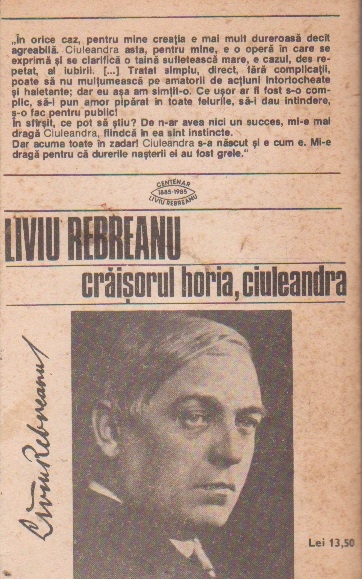 „În orice caz, pentru mine creația e mai mult dureroasă decît
agreabilă. Ciuleandra asta, pentru mine, e o operă în care se
exprimă și se clarifică o taină sufletească mare, e cazul, des re-
petat, al iubirii. [...] Tratat simplu, direct, fără complicații,
poate să nu mulțumească pe amatorii de acțiuni întortocheate
și haletante; dar eu așa am simțit-o. Ce ușor ar fi fost s-o com-
plic, să-i pun amor pipărat în toate felurile, să-i dau întindere,
s-o fac pentru public!
În sfîrșit, ce pot să știu? De n-ar avea nici un succes, mi-e mai
dragă Ciuleandra, fiindcă în ea sînt instincte.
Dar acuma toate în zadar! Ciuleandra s-a născut și e cum e. Mi-e
dragă pentru că durerile nașterii ei au fost grele."
CENTENAR
1885-1985
LIVIU REBREANU
LIVIU REBREANU
crăișorul horia, ciuleandra
Liviu Rebreanu
Lei 13,50